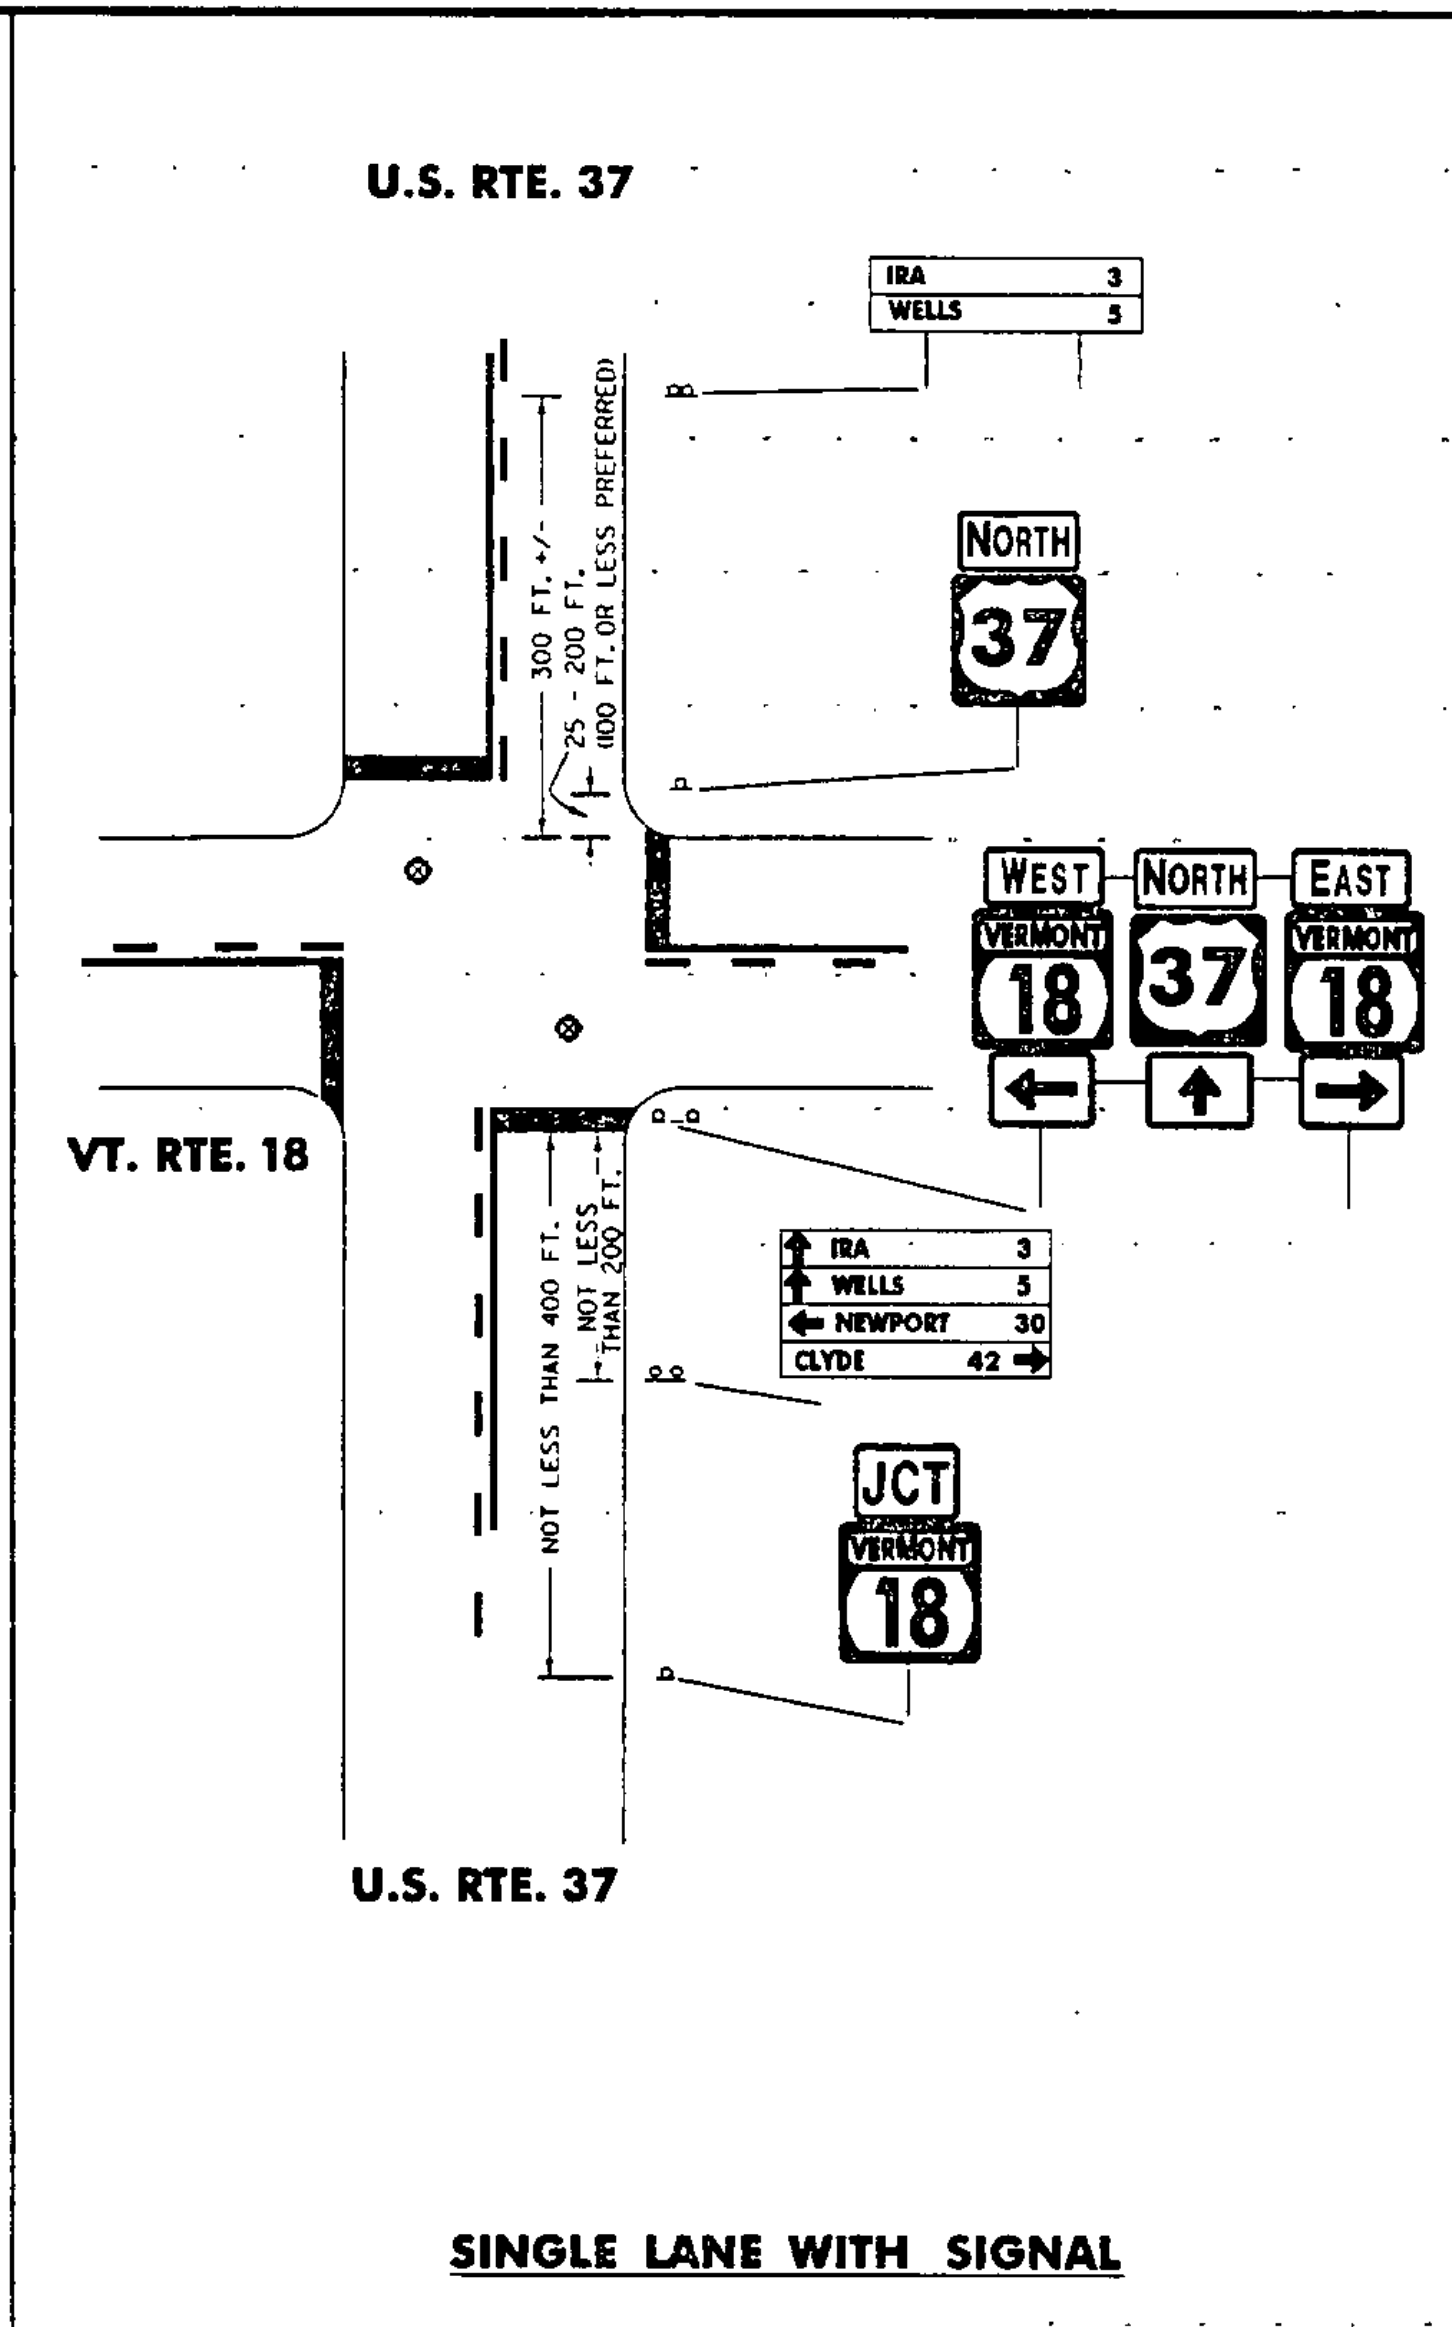 U.S. RTE. 37
IRA 3
WELLS 5
300 FT. +/-
25 - 200 FT.
(100 FT. OR LESS PREFERRED)
NORTH
37
WEST NORTH EAST
VERMONT 37 VERMONT
18 18
VT. RTE. 18
NOT LESS THAN 400 FT.
NOT LESS
THAN 200 FT.
IRA 3
WELLS 5
NEWPORT 30
CLYDE 42
JCT
VERMONT
18
U.S. RTE. 37
SINGLE LANE WITH SIGNAL